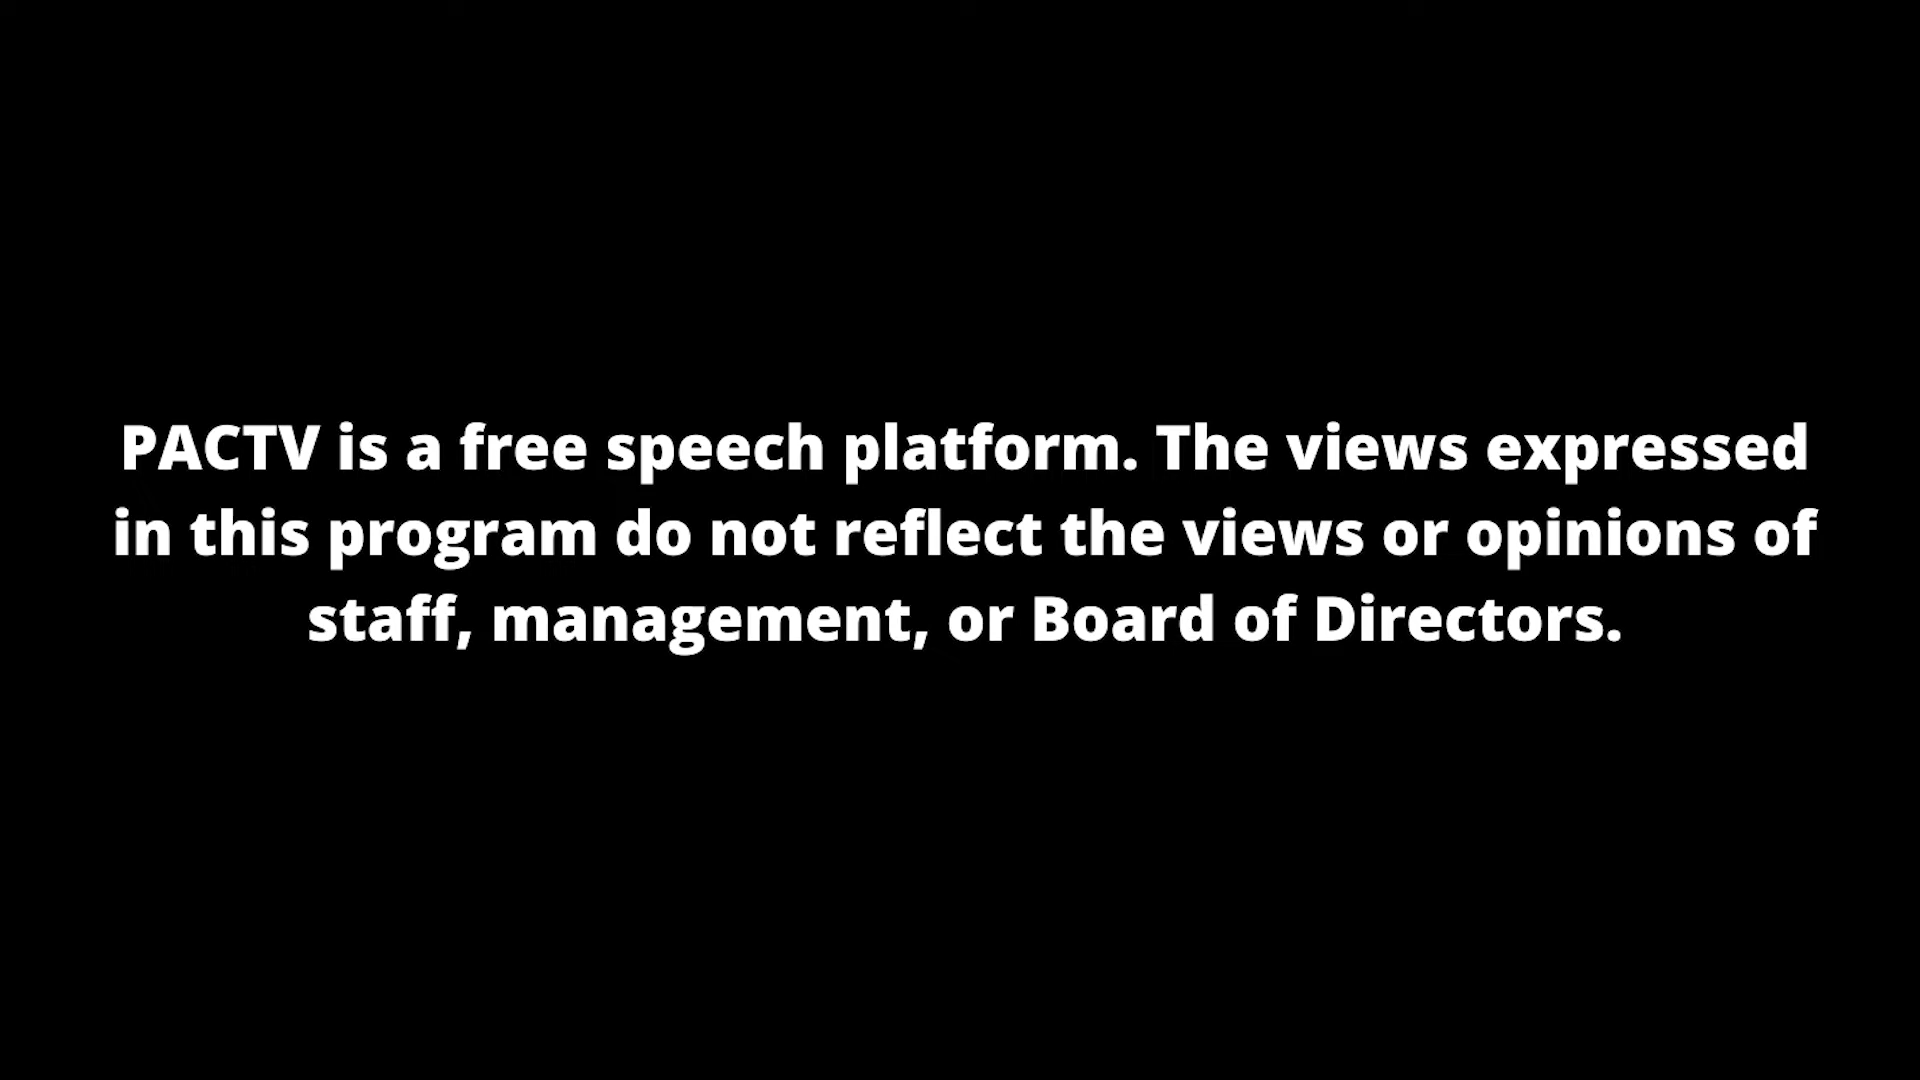 PACTV is a free speech platform. The views expressed
in this program do not reflect the views or opinions of
staff, management, or Board of Directors.